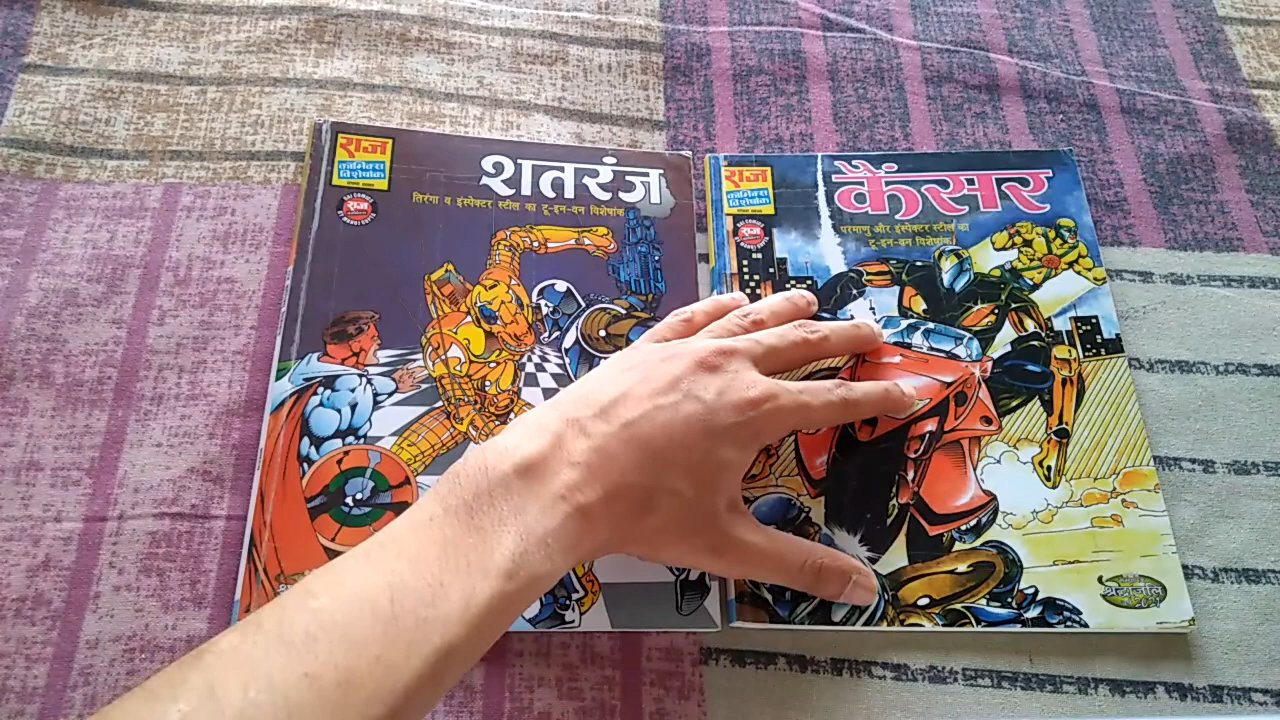 राज
कॉमिक्स
विशेषांक
शतरंज
तिरंगा व इंस्पेक्टर स्टील का टू-इन-वन विशेषांक
राज
राज
कॉमिक्स
विशेषांक
कैंसर
परमाणु और इंस्पेक्टर स्टील का
टू-इन-वन विशेषांक
राज
श्रद्धांजलि